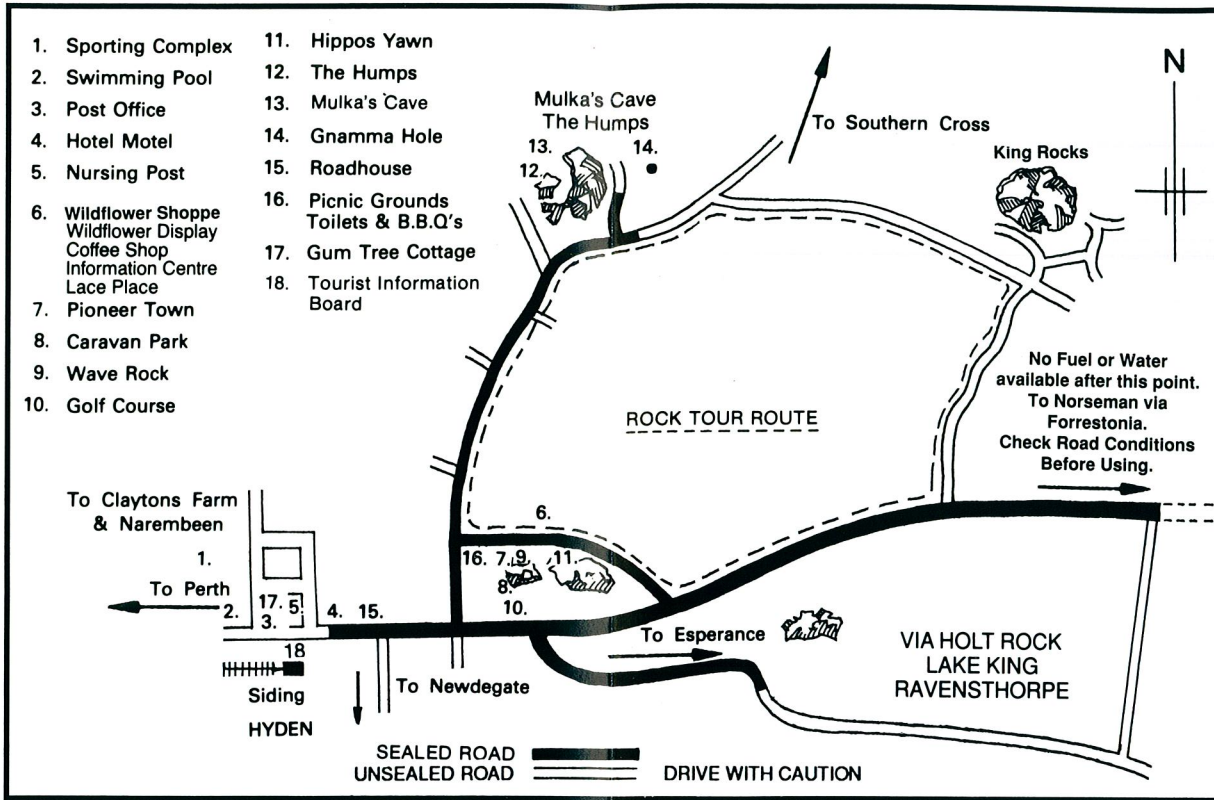 1. Sporting Complex
2. Swimming Pool
3. Post Office
4. Hotel Motel
5. Nursing Post
6. Wildflower Shoppe
Wildflower Display
Coffee Shop
Information Centre
Lace Place
7. Pioneer Town
8. Caravan Park
9. Wave Rock
10. Golf Course
11. Hippos Yawn
12. The Humps
13. Mulka's Cave
14. Gnamma Hole
15. Roadhouse
16. Picnic Grounds
Toilets & B.B.Q's
17. Gum Tree Cottage
18. Tourist Information
Board
Mulka's Cave
The Humps
13.
14.
12.
To Southern Cross
King Rocks
N
No Fuel or Water
available after this point.
To Norseman via
Forrestonia.
Check Road Conditions
Before Using.
ROCK TOUR ROUTE
To Claytons Farm
& Narembeen
1.
To Perth
2.
17.
5.
3.
4.
15.
18
Siding
HYDEN
6.
16.
7.
9.
11.
8.
10.
To Esperance
To Newdegate
VIA HOLT ROCK
LAKE KING
RAVENSTHORPE
SEALED ROAD
UNSEALED ROAD
DRIVE WITH CAUTION